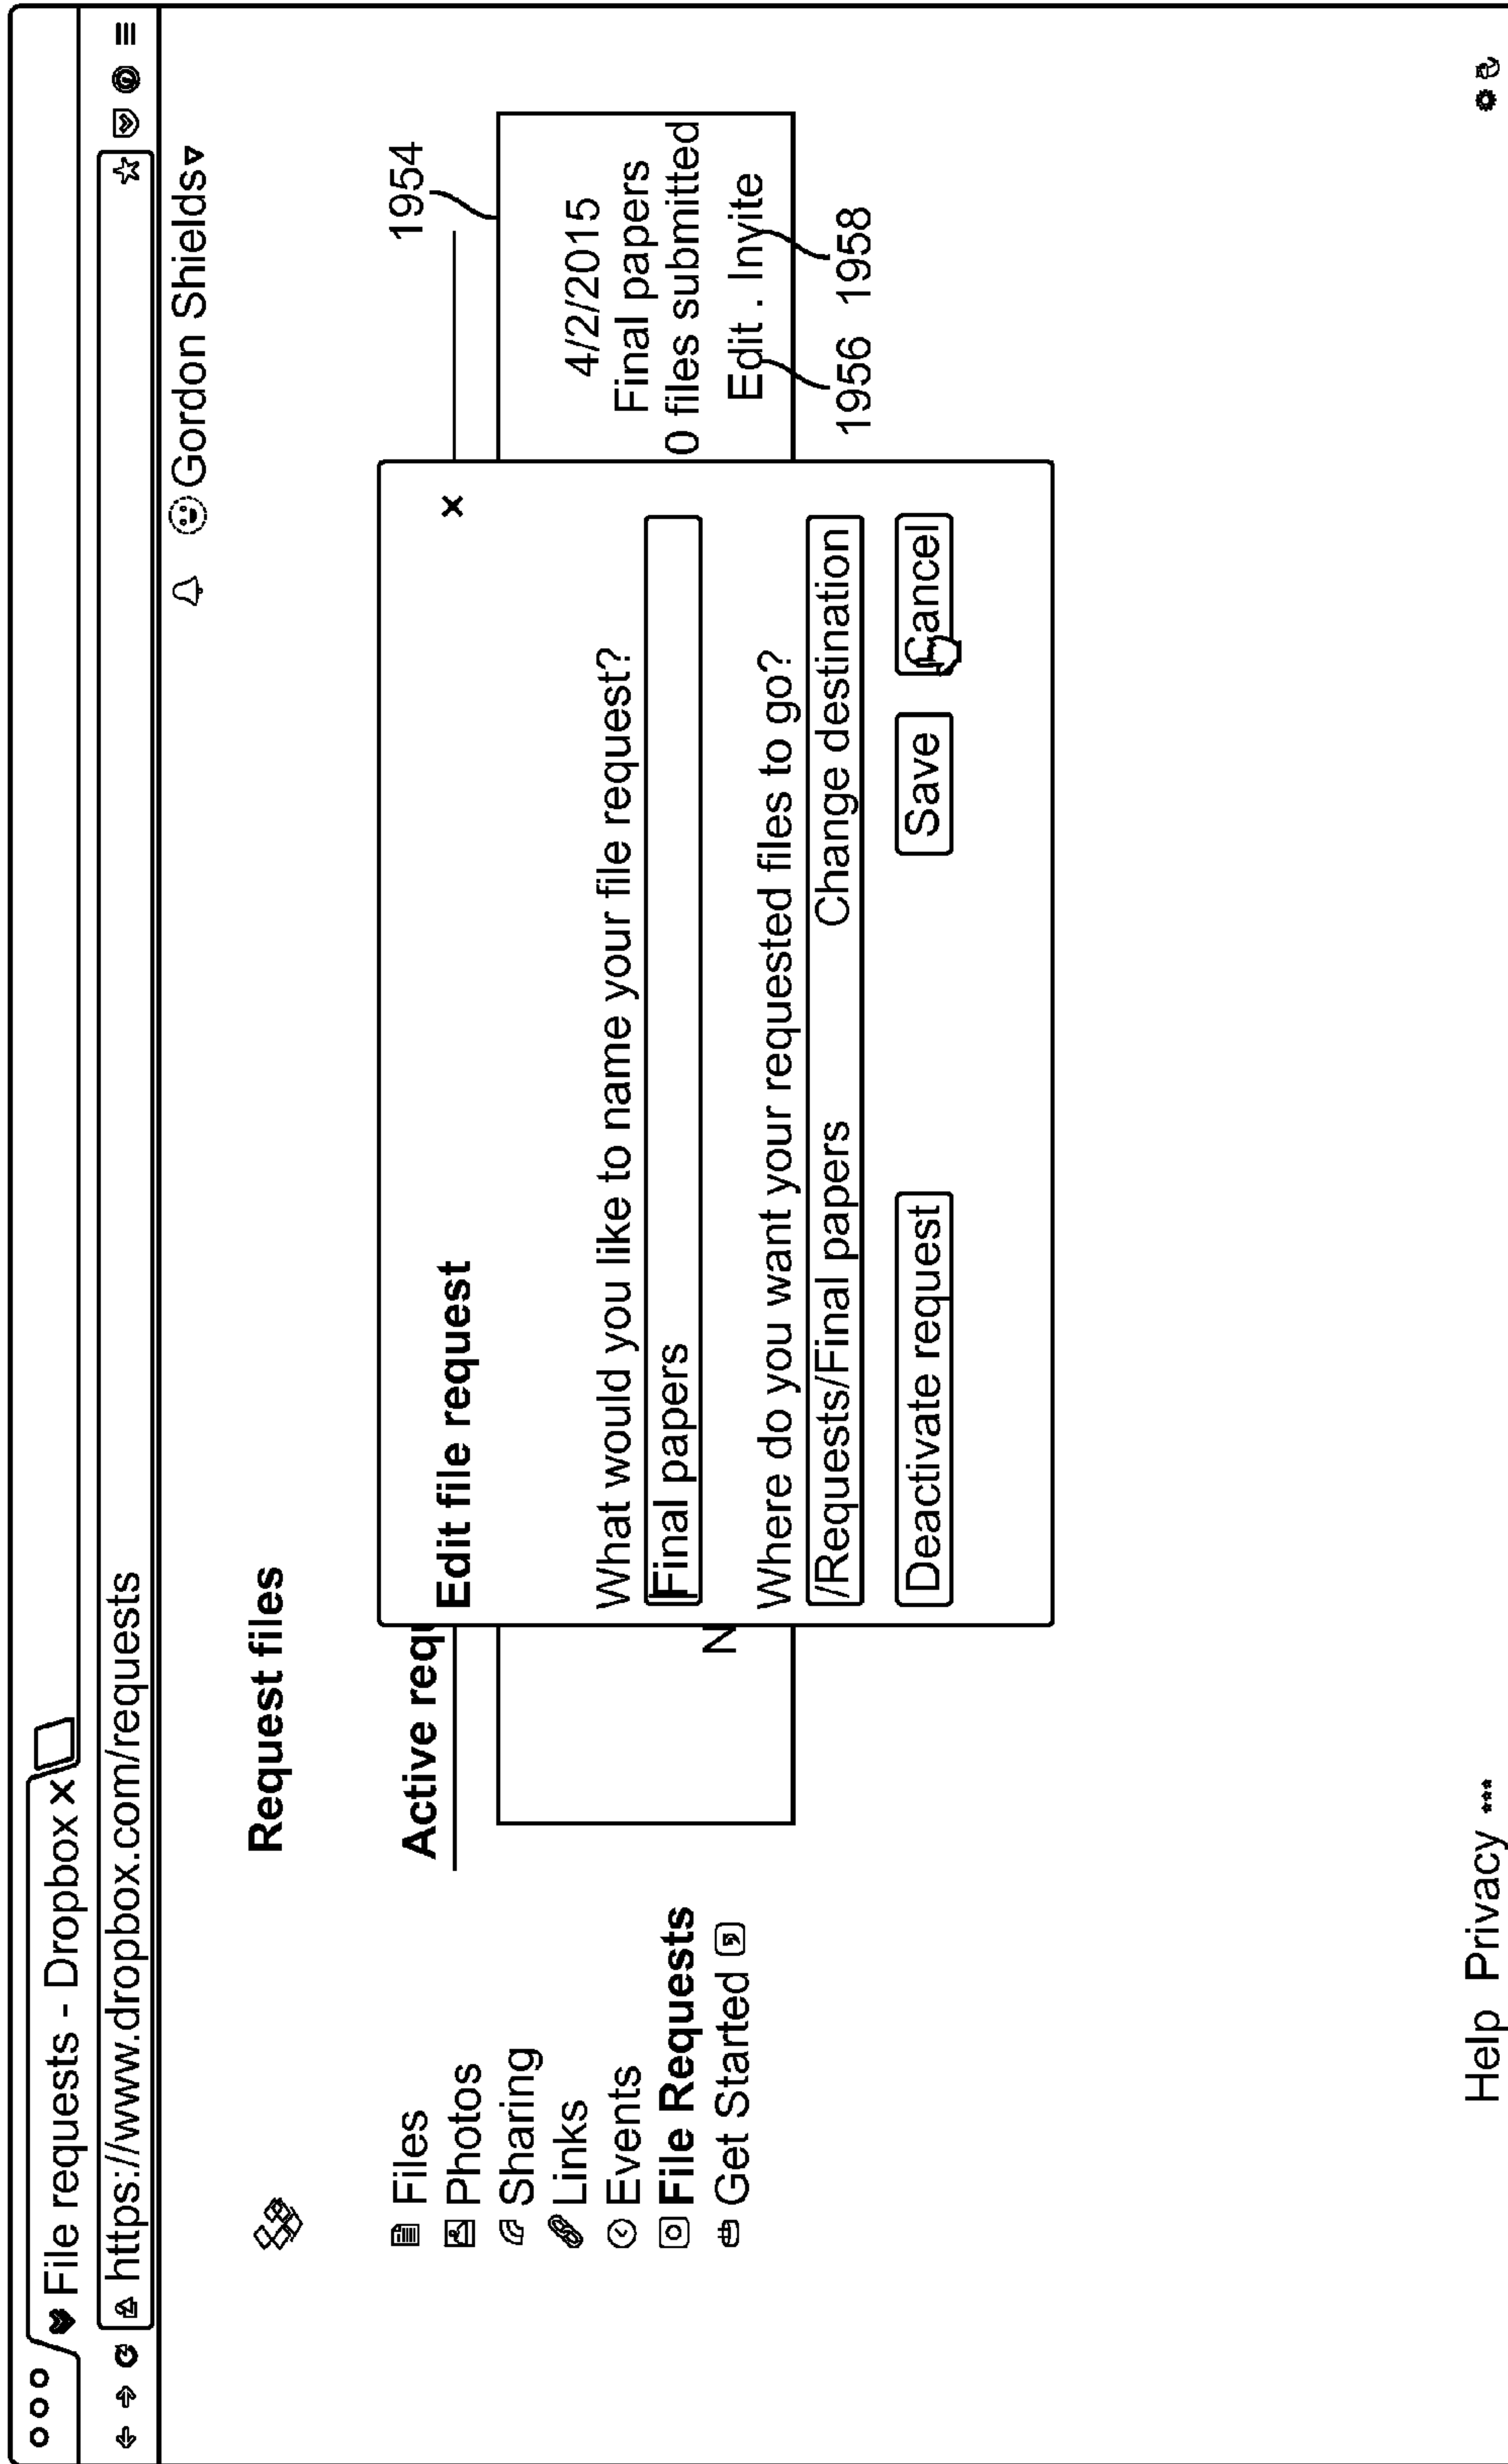 File requests - Dropbox
https://www.dropbox.com/requests
Gordon Shields
Request files
Files
Photos
Sharing
Links
Events
File Requests
Get Started
Active requ
1954
4/2/2015
Final papers
0 files submitted
N
Edit . Invite
1956 1958
Edit file request
What would you like to name your file request?
Final papers
Where do you want your requested files to go?
/Requests/Final papers Change destination
Deactivate request Save Cancel
Help Privacy